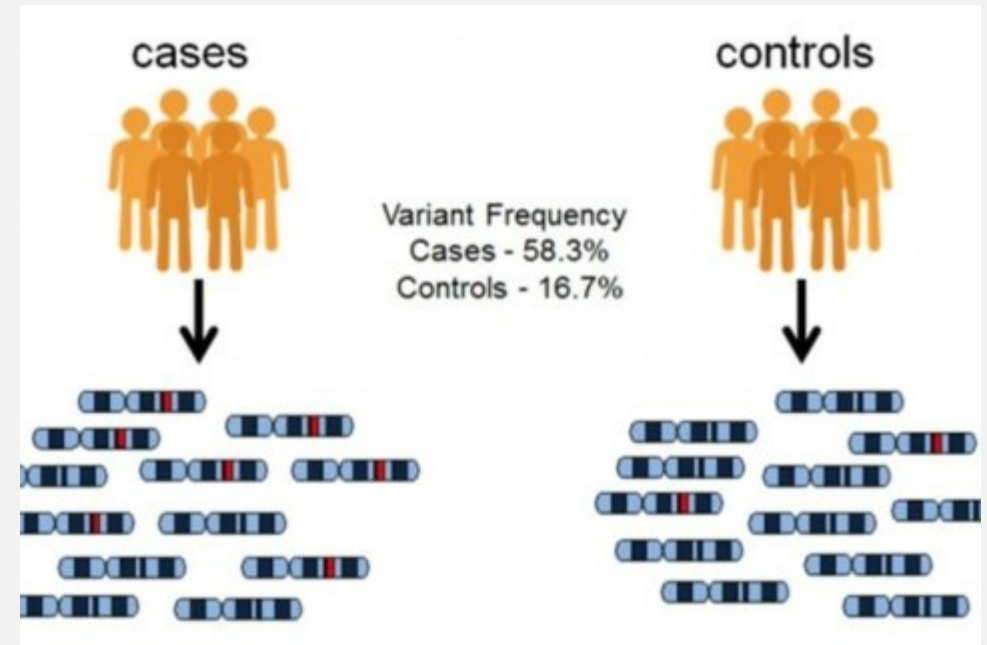 cases
controls
Variant Frequency
Cases - 58.3%
Controls - 16.7%